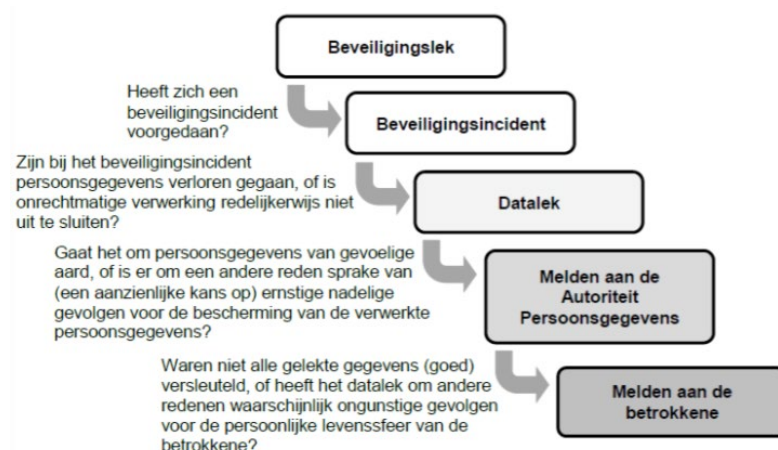 Beveiligingslek
Heeft zich een
beveiligingsincident
voorgedaan?
Beveiligingsincident
Zijn bij het beveiligingsincident
persoonsgegevens verloren gegaan, of is
onrechtmatige verwerking redelijkerwijs niet
uit te sluiten?
Datalek
Gaat het om persoonsgegevens van gevoelige
aard, of is er om een andere reden sprake van
(een aanzienlijke kans op) ernstige nadelige
gevolgen voor de bescherming van de verwerkte
persoonsgegevens?
Melden aan de
Autoriteit
Persoonsgegevens
Waren niet alle gelekte gegevens (goed)
versleuteld, of heeft het datalek om andere
redenen waarschijnlijk ongunstige gevolgen
voor de persoonlijke levenssfeer van de
betrokkene?
Melden aan de
betrokkene